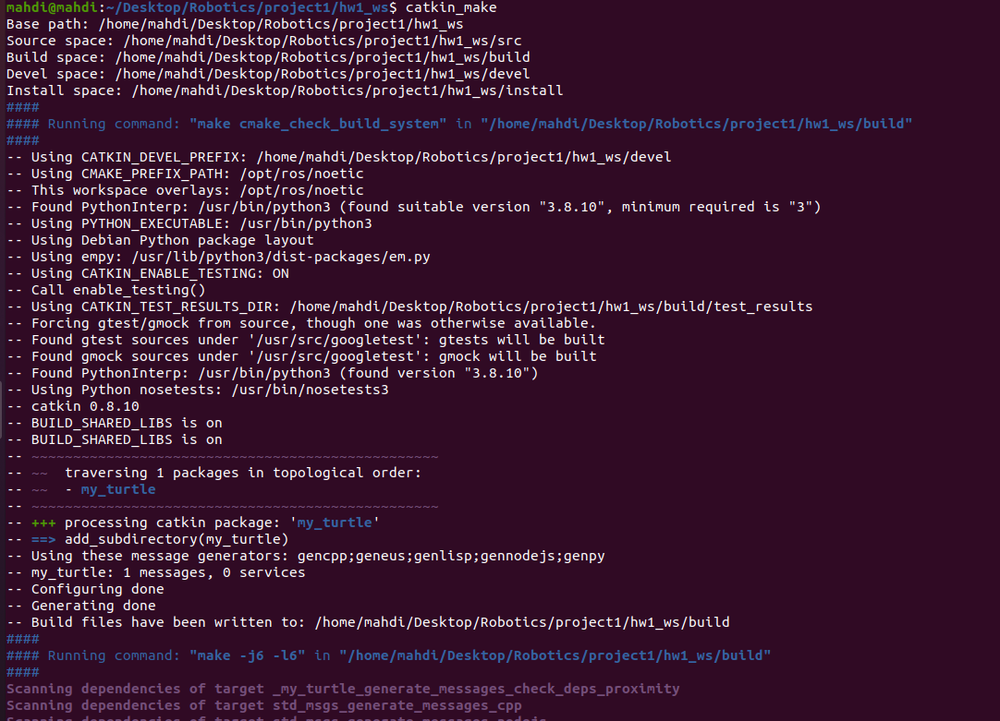 mahdi@mahdi:~/Desktop/Robotics/project1/hw1_ws$ catkin_make
Base path: /home/mahdi/Desktop/Robotics/project1/hw1_ws
Source space: /home/mahdi/Desktop/Robotics/project1/hw1_ws/src
Build space: /home/mahdi/Desktop/Robotics/project1/hw1_ws/build
Devel space: /home/mahdi/Desktop/Robotics/project1/hw1_ws/devel
Install space: /home/mahdi/Desktop/Robotics/project1/hw1_ws/install
####
#### Running command: "make cmake_check_build_system" in "/home/mahdi/Desktop/Robotics/project1/hw1_ws/build"
####
-- Using CATKIN_DEVEL_PREFIX: /home/mahdi/Desktop/Robotics/project1/hw1_ws/devel
-- Using CMAKE_PREFIX_PATH: /opt/ros/noetic
-- This workspace overlays: /opt/ros/noetic
-- Found PythonInterp: /usr/bin/python3 (found suitable version "3.8.10", minimum required is "3")
-- Using PYTHON_EXECUTABLE: /usr/bin/python3
-- Using Debian Python package layout
-- Using empy: /usr/lib/python3/dist-packages/em.py
-- Using CATKIN_ENABLE_TESTING: ON
-- Call enable_testing()
-- Using CATKIN_TEST_RESULTS_DIR: /home/mahdi/Desktop/Robotics/project1/hw1_ws/build/test_results
-- Forcing gtest/gmock from source, though one was otherwise available.
-- Found gtest sources under '/usr/src/googletest': gtests will be built
-- Found gmock sources under '/usr/src/googletest': gmock will be built
-- Found PythonInterp: /usr/bin/python3 (found version "3.8.10")
-- Using Python nosetests: /usr/bin/nosetests3
-- catkin 0.8.10
-- BUILD_SHARED_LIBS is on
-- BUILD_SHARED_LIBS is on
-- ~~~~~~~~~~~~~~~~~~~~~~~~~~~~~~~~~~~~~~~~~~~~~~~~~
-- ~~  traversing 1 packages in topological order:
-- ~~  - my_turtle
-- ~~~~~~~~~~~~~~~~~~~~~~~~~~~~~~~~~~~~~~~~~~~~~~~~~
-- +++ processing catkin package: 'my_turtle'
-- ==> add_subdirectory(my_turtle)
-- Using these message generators: gencpp;geneus;genlisp;gennodejs;genpy
-- my_turtle: 1 messages, 0 services
-- Configuring done
-- Generating done
-- Build files have been written to: /home/mahdi/Desktop/Robotics/project1/hw1_ws/build
####
#### Running command: "make -j6 -l6" in "/home/mahdi/Desktop/Robotics/project1/hw1_ws/build"
####
Scanning dependencies of target _my_turtle_generate_messages_check_deps_proximity
Scanning dependencies of target std_msgs_generate_messages_cpp
Scanning dependencies of target std_msgs_generate_messages_nodejs